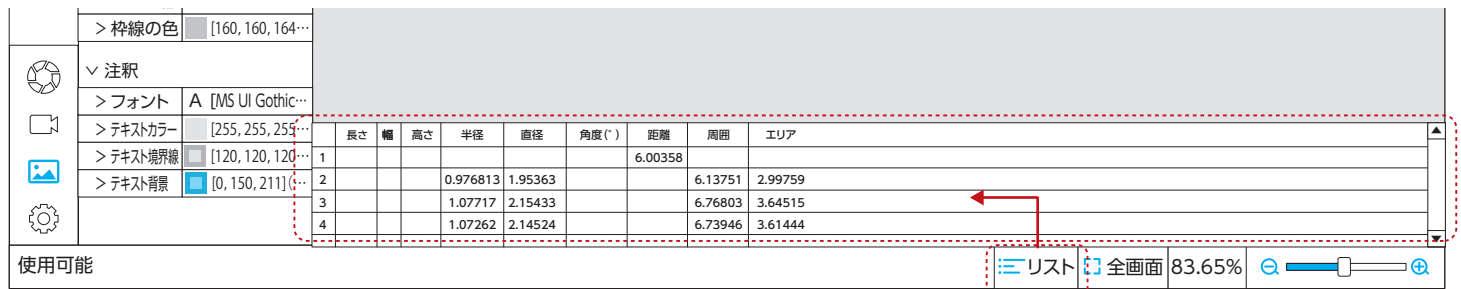 > 枠線の色 [160, 160, 164…
∨ 注釈
> フォント A [MS UI Gothic…
> テキストカラー [255, 255, 255…
> テキスト境界線 [120, 120, 120…
> テキスト背景 [0, 150, 211] (…
長さ 幅 高さ 半径 直径 角度(°) 距離 周囲 エリア
1 6.00358
2 0.976813 1.95363 6.13751 2.99759
3 1.07717 2.15433 6.76803 3.64515
4 1.07262 2.14524 6.73946 3.61444
使用可能 リスト 全画面 83.65%